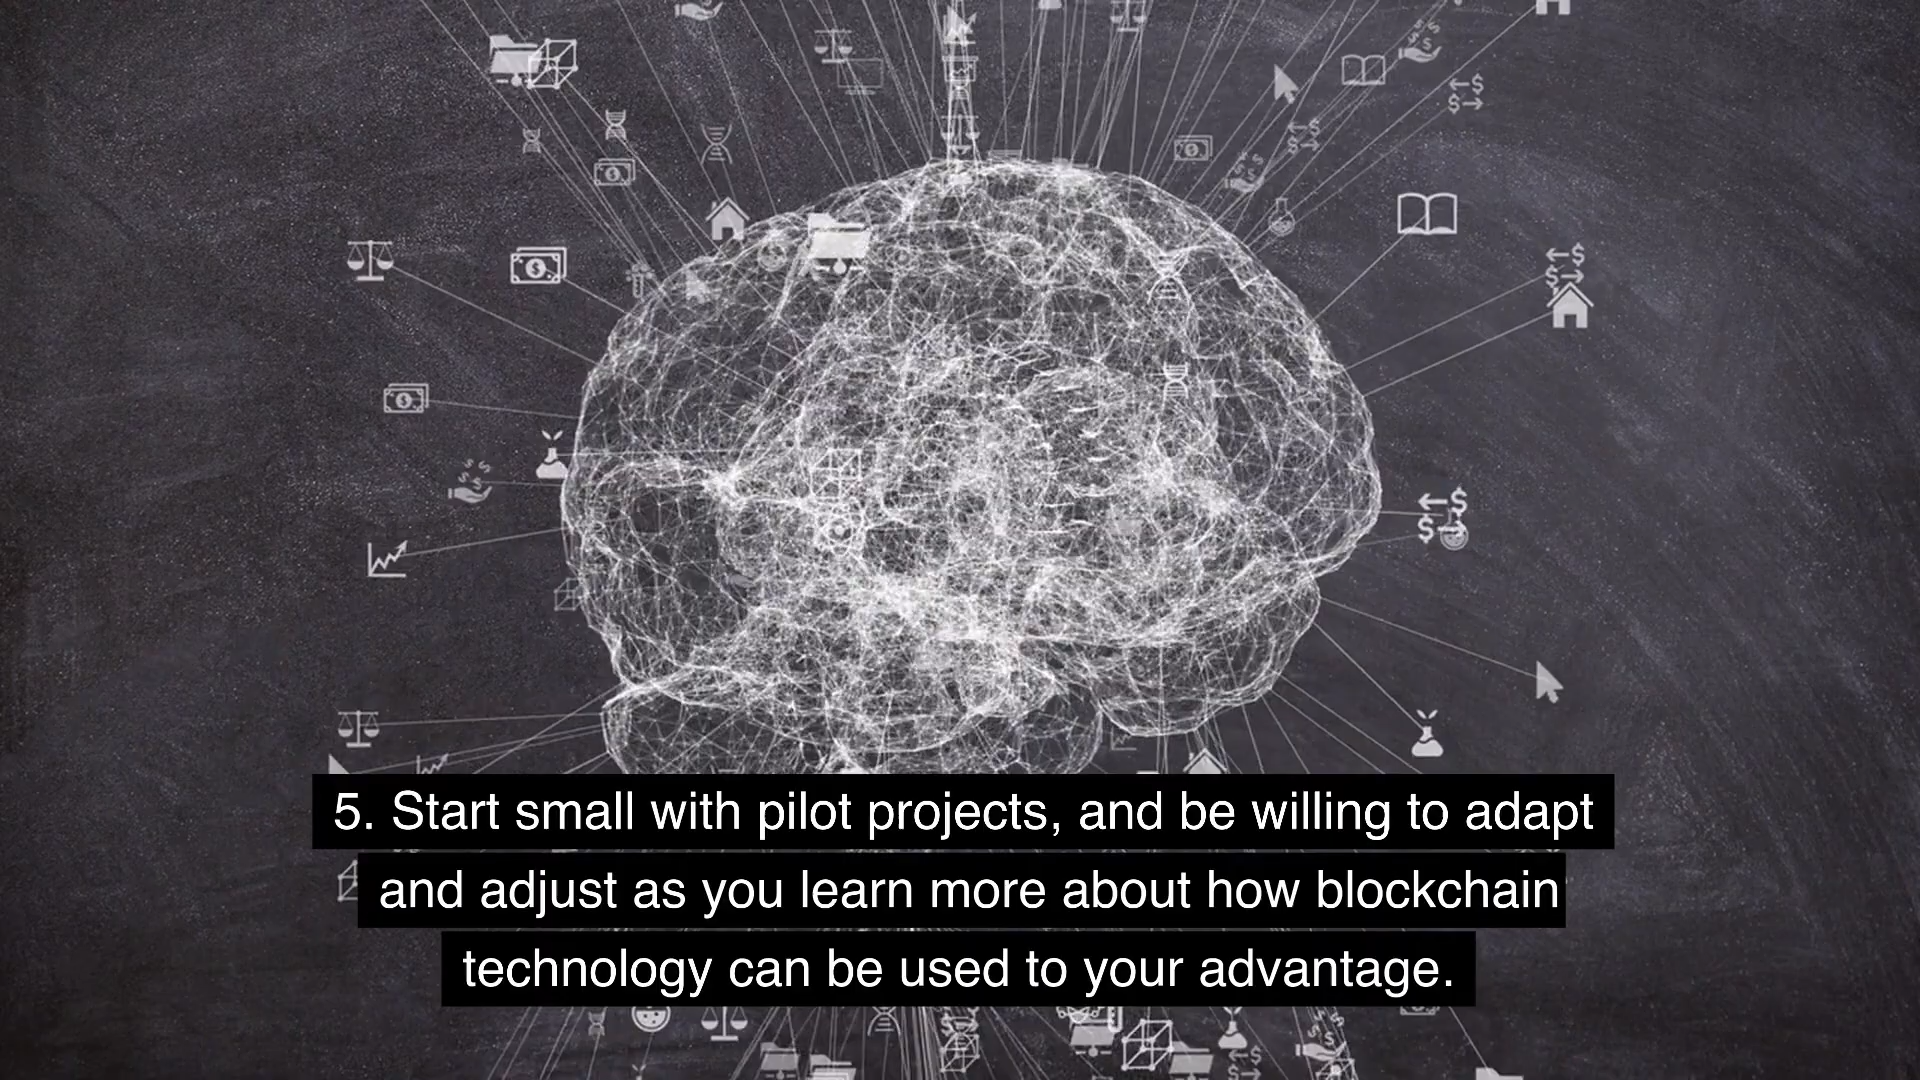 5. Start small with pilot projects, and be willing to adapt
and adjust as you learn more about how blockchain
technology can be used to your advantage.